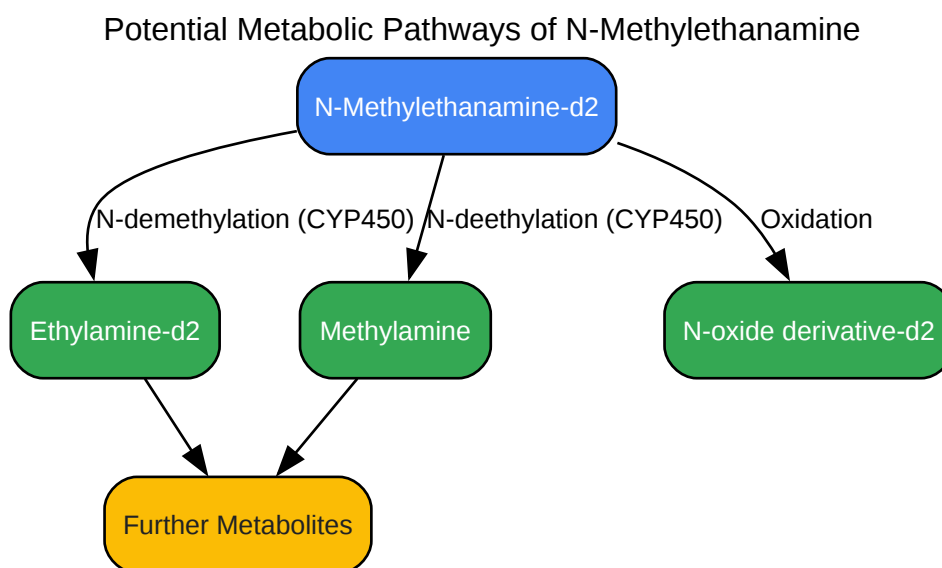 Potential Metabolic Pathways of N-Methylethanamine
N-Methylethanamine-d2
N-demethylation (CYP450)
N-deethylation (CYP450)
Oxidation
Ethylamine-d2
Methylamine
N-oxide derivative-d2
Further Metabolites